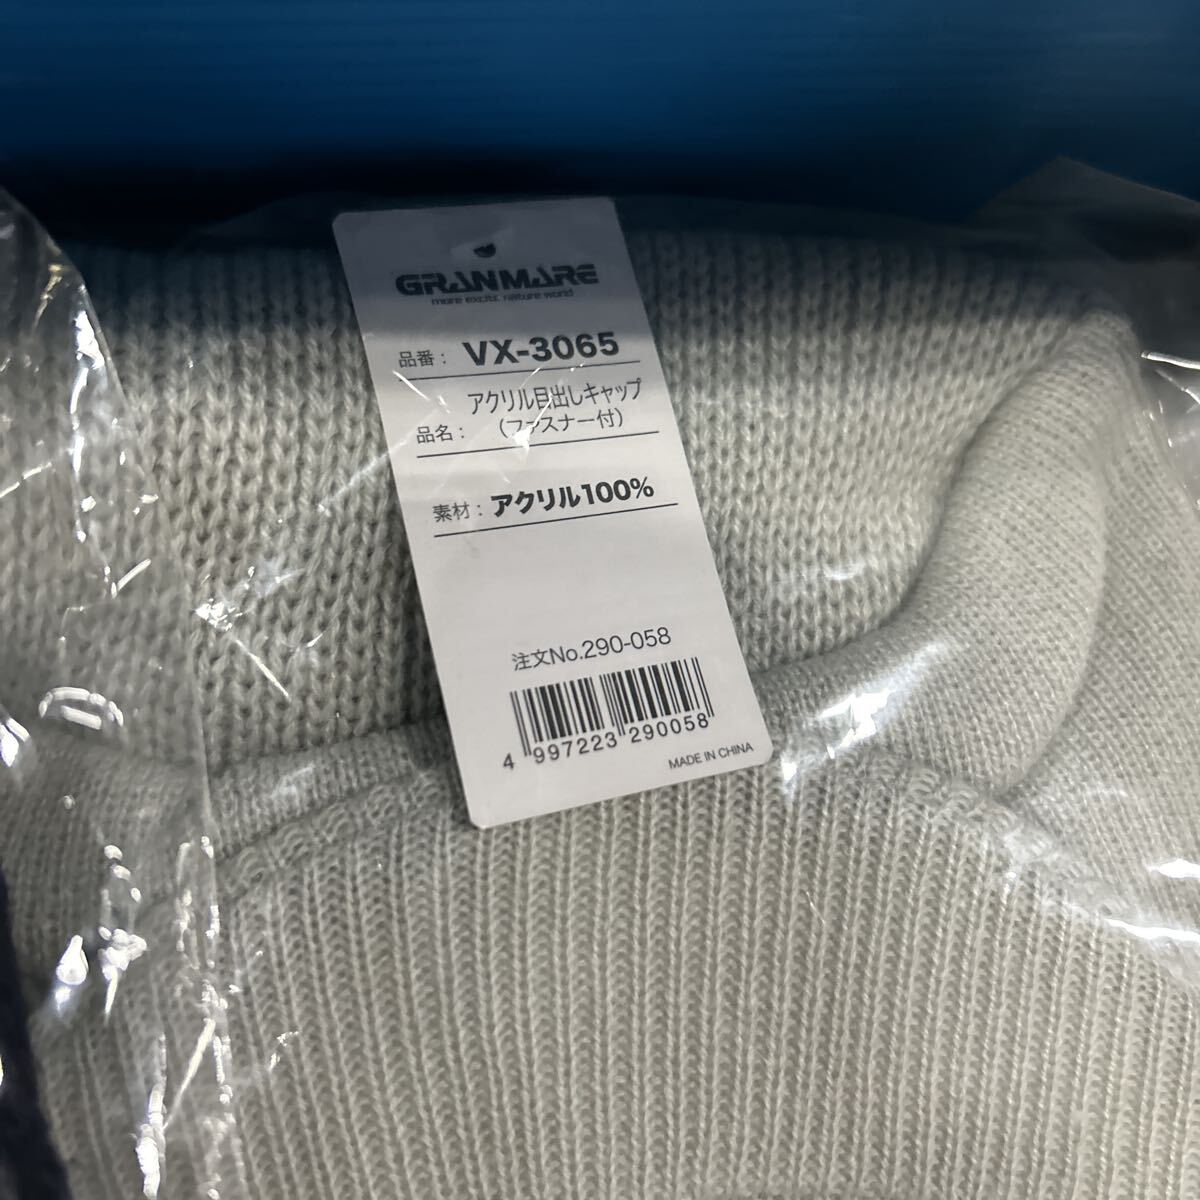 GRANMARE
more excite. nature world
品番： VX-3065
アクリル目出しキャップ
品名： （ファスナー付）
素材： アクリル100%
注文No.290-058
4 997223 290058
MADE IN CHINA